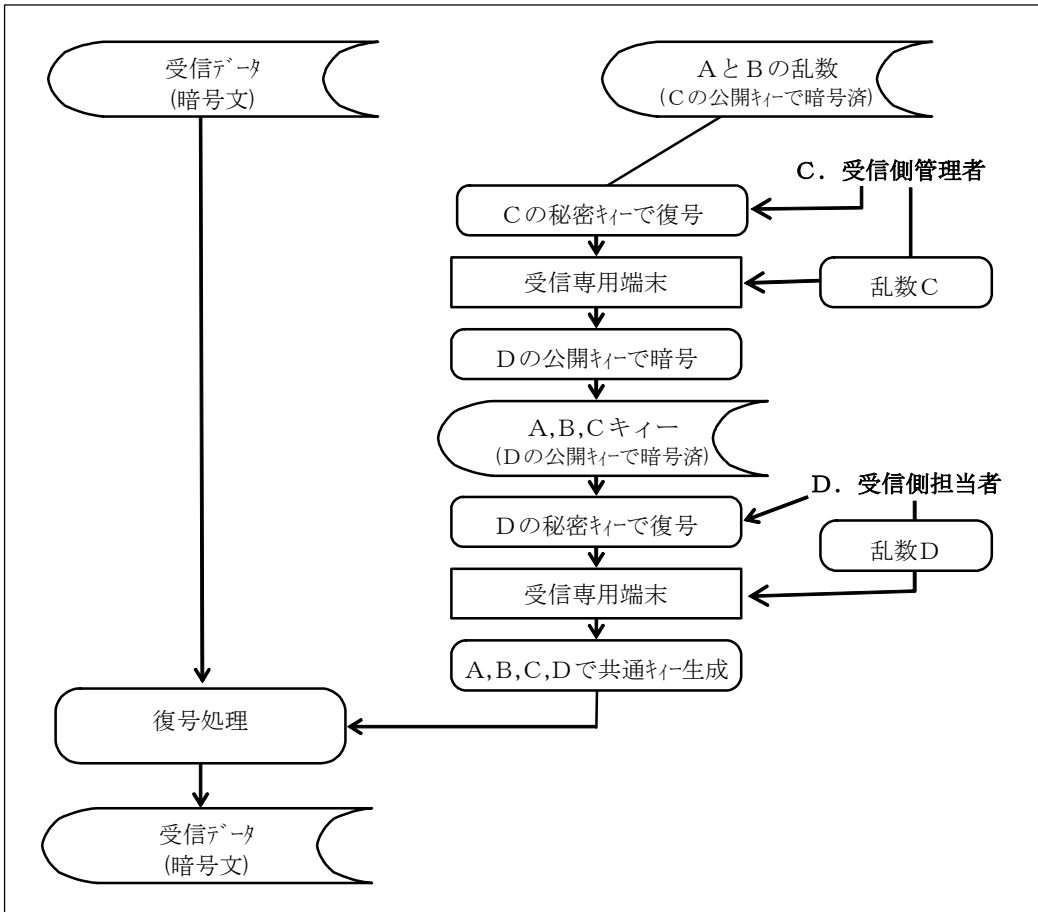 受信ﾃﾞｰﾀ
(暗号文)
AとBの乱数
(Cの公開ｷｨｰで暗号済)
C．受信側管理者
Cの秘密ｷｨｰで復号
受信専用端末
乱数C
Dの公開ｷｨｰで暗号
A,B,Cキィー
(Dの公開ｷｨｰで暗号済)
D．受信側担当者
Dの秘密ｷｨｰで復号
乱数D
受信専用端末
A,B,C,Dで共通ｷｨｰ生成
復号処理
受信ﾃﾞｰﾀ
(暗号文)